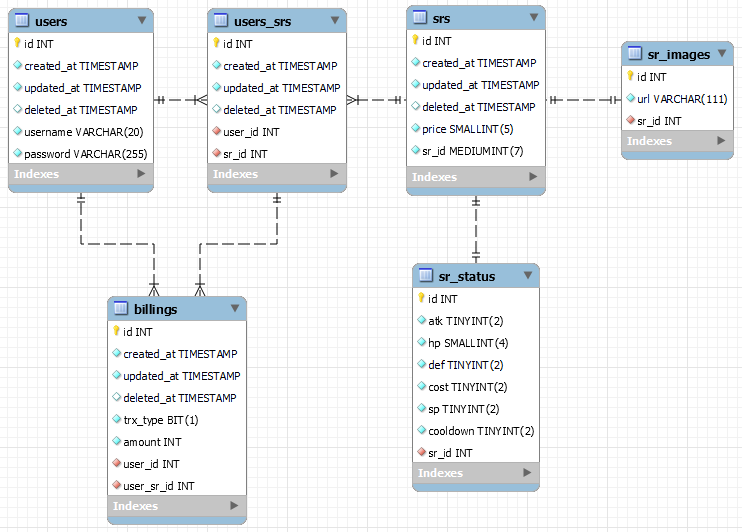 users
id INT
created_at TIMESTAMP
updated_at TIMESTAMP
deleted_at TIMESTAMP
username VARCHAR(20)
password VARCHAR(255)
Indexes
users_srs
id INT
created_at TIMESTAMP
updated_at TIMESTAMP
deleted_at TIMESTAMP
user_id INT
sr_id INT
Indexes
srs
id INT
created_at TIMESTAMP
updated_at TIMESTAMP
deleted_at TIMESTAMP
price SMALLINT(5)
sr_id MEDIUMINT(7)
Indexes
sr_images
id INT
url VARCHAR(111)
sr_id INT
Indexes
billings
id INT
created_at TIMESTAMP
updated_at TIMESTAMP
deleted_at TIMESTAMP
trx_type BIT(1)
amount INT
user_id INT
user_sr_id INT
Indexes
sr_status
id INT
atk TINYINT(2)
hp SMALLINT(4)
def TINYINT(2)
cost TINYINT(2)
sp TINYINT(2)
cooldown TINYINT(2)
sr_id INT
Indexes